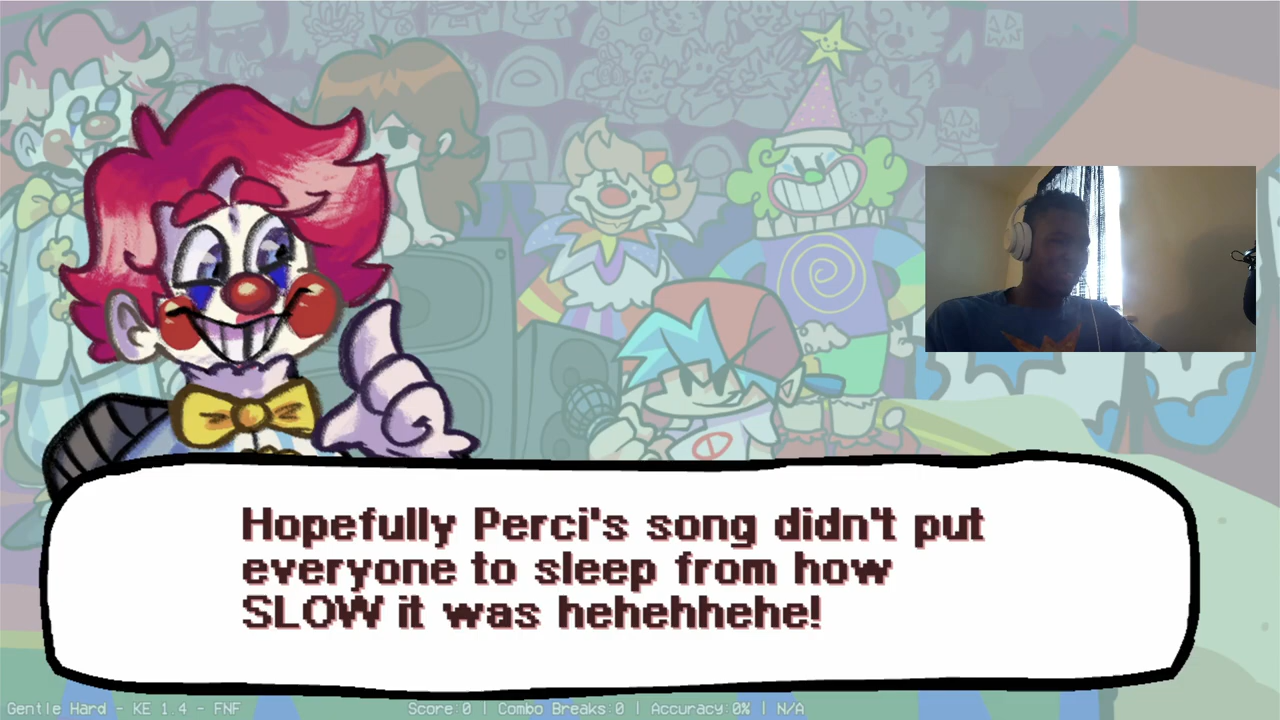 Hopefully Perci's song didn't put
everyone to sleep from how
SLOW it was hehehhehe!
Gentle Hard - KE 1.4 - FNF
Score:0 | Combo Breaks:0 | Accuracy:0% | N/A